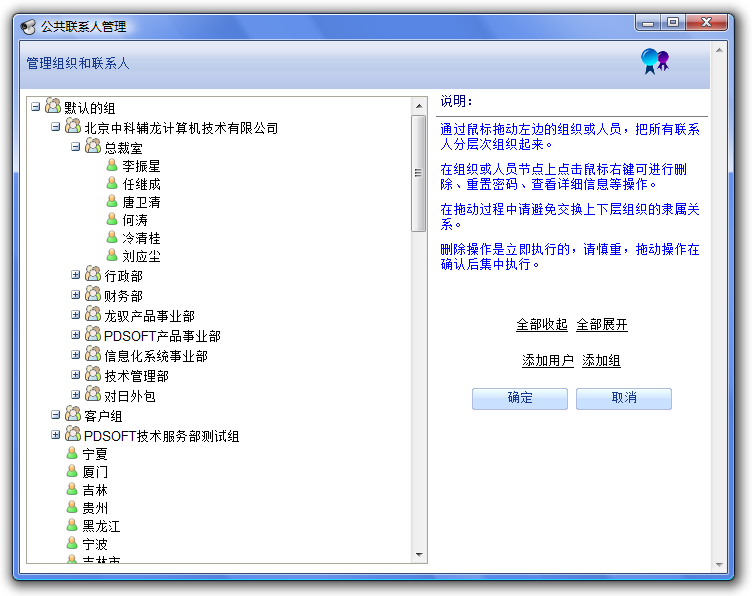 公共联系人管理
管理组织和联系人
默认的组
北京中科辅龙计算机技术有限公司
总裁室
李振星
任继成
唐卫清
何涛
冷清桂
刘应尘
行政部
财务部
龙驭产品事业部
PDSOFT产品事业部
信息化系统事业部
技术管理部
对日外包
客户组
PDSOFT技术服务部测试组
宁夏
厦门
吉林
贵州
黑龙江
宁波
吉林市
说明：
通过鼠标拖动左边的组织或人员，把所有联系
人分层次组织起来。
在组织或人员节点上点击鼠标右键可进行删
除、重置密码、查看详细信息等操作。
在拖动过程中请避免交换上下层组织的隶属关
系。
删除操作是立即执行的，请慎重，拖动操作在
确认后集中执行。
全部收起 全部展开
添加用户 添加组
确定 取消